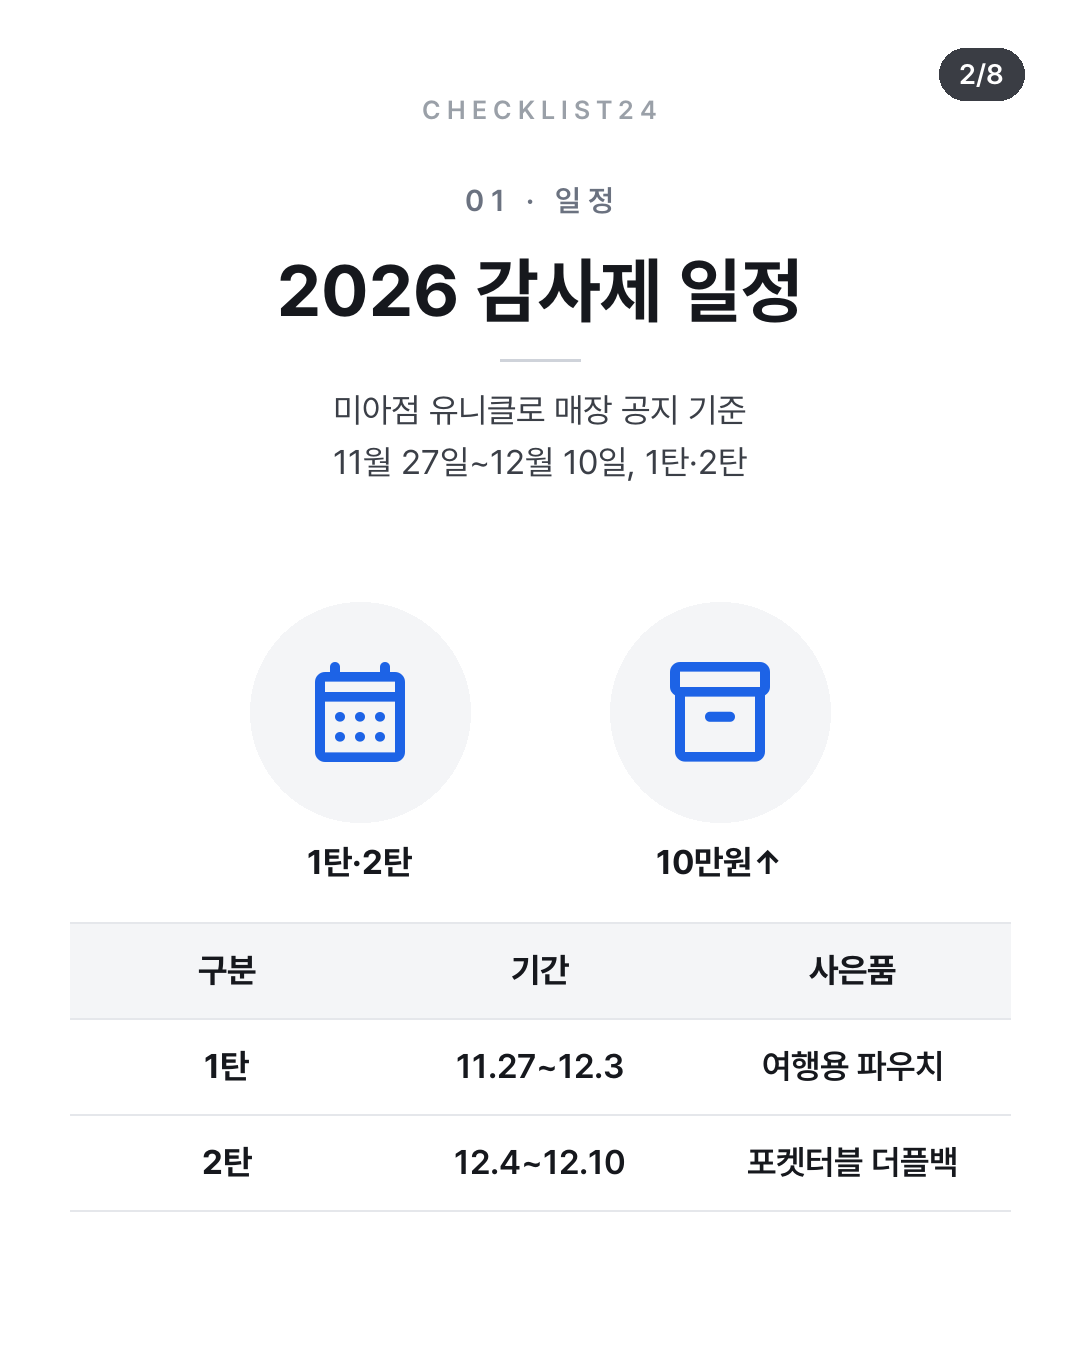 2/8
CHECKLIST24
01 · 일정
2026 감사제 일정
미아점 유니클로 매장 공지 기준
11월 27일~12월 10일, 1탄·2탄
1탄·2탄
10만원↑
구분 기간 사은품
1탄 11.27~12.3 여행용 파우치
2탄 12.4~12.10 포켓터블 더플백